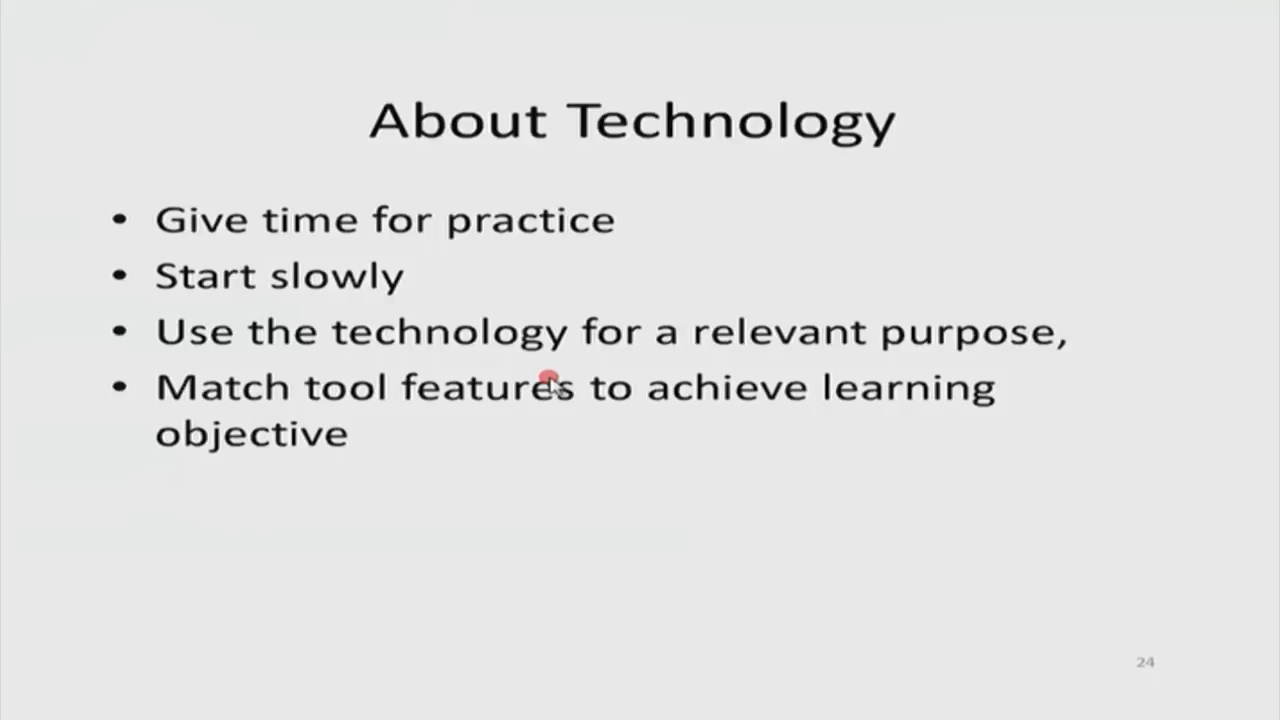 About Technology
• Give time for practice
• Start slowly
• Use the technology for a relevant purpose,
• Match tool features to achieve learning
objective
24